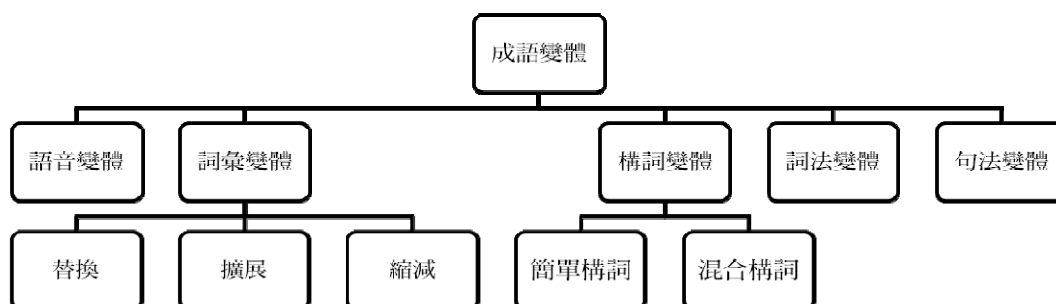 成語變體
語音變體
詞彙變體
構詞變體
詞法變體
句法變體
替換
擴展
縮減
簡單構詞
混合構詞